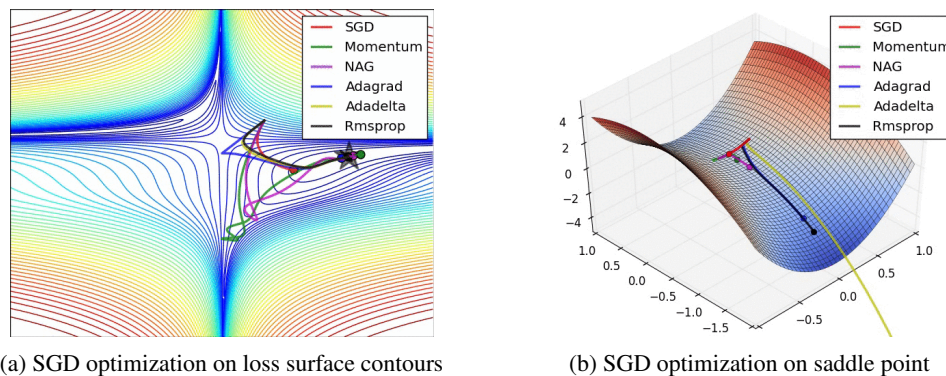 SGD
Momentum
NAG
Adagrad
Adadelta
Rmsprop
(a) SGD optimization on loss surface contours
SGD
Momentum
NAG
Adagrad
Adadelta
Rmsprop
4
2
0
−2
−4
1.0
0.5
0.0
−0.5
−1.0
−1.5
−0.5
0.0
0.5
1.0
(b) SGD optimization on saddle point